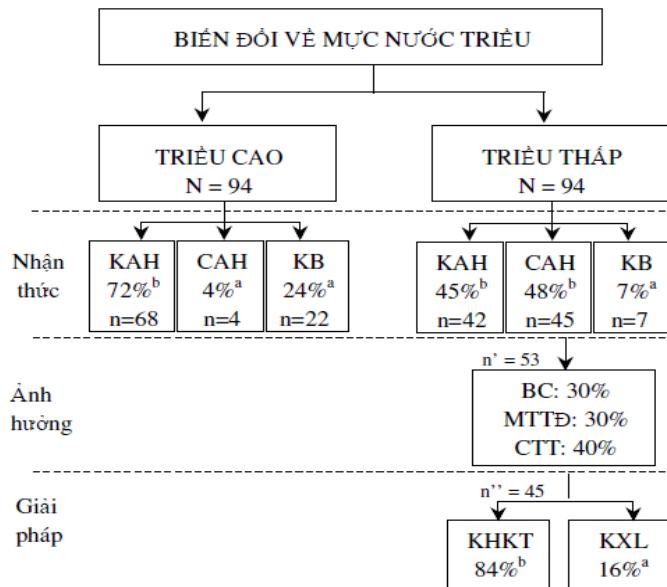 BIẾN ĐỔI VỀ MỰC NƯỚC TRIỀU
TRIỀU CAO
N = 94
TRIỀU THẤP
N = 94
Nhận
thức
KAH
72%ᵇ
n=68
CAH
4%ᵃ
n=4
KB
24%ᵃ
n=22
KAH
45%ᵇ
n=42
CAH
48%ᵇ
n=45
KB
7%ᵃ
n=7
Ảnh
hưởng
n' = 53
BC: 30%
MTTĐ: 30%
CTT: 40%
Giải
pháp
n'' = 45
KHKT
84%ᵇ
KXL
16%ᵃ